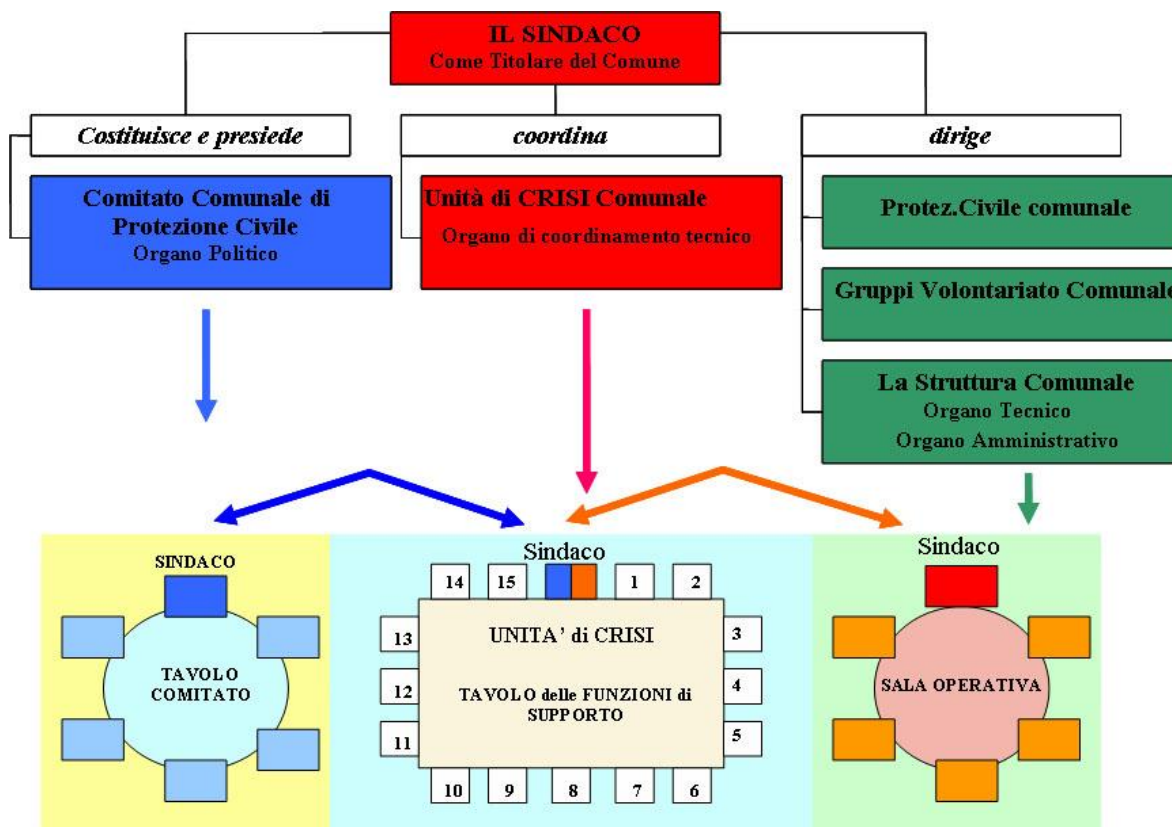 IL SINDACO
Come Titolare del Comune
Costituisce e presiede
coordina
dirige
Comitato Comunale di
Protezione Civile
Organo Politico
Unità di CRISI Comunale
Organo di coordinamento tecnico
Protez.Civile comunale
Gruppi Volontariato Comunale
La Struttura Comunale
Organo Tecnico
Organo Amministrativo
SINDACO
TAVOLO
COMITATO
Sindaco
14
15
1
2
13
3
12
4
11
5
10
9
8
7
6
UNITA' di CRISI
TAVOLO delle FUNZIONI di
SUPPORTO
Sindaco
SALA OPERATIVA